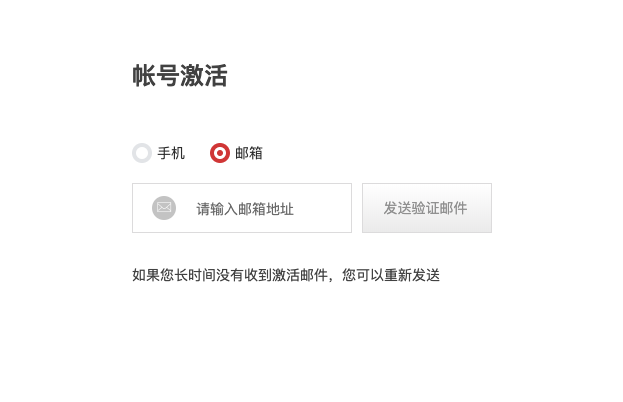 帐号激活
手机 邮箱
请输入邮箱地址 发送验证邮件
如果您长时间没有收到激活邮件，您可以重新发送